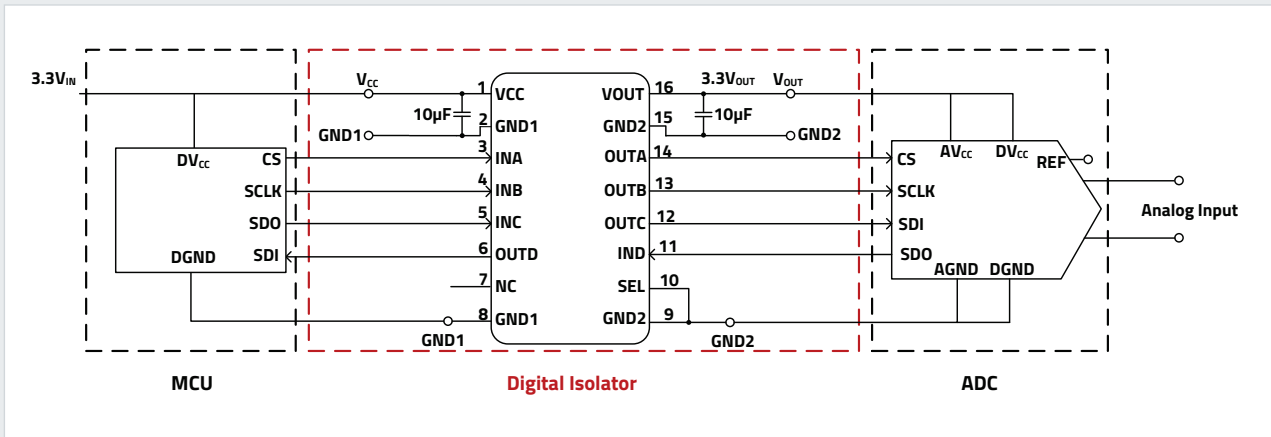 3.3VIN
VCC
1
VCC
VOUT
16
3.3VOUT
VOUT
10µF
2
GND1
GND1
GND2
15
10µF
GND2
DVCC
CS
3
INA
OUTA
14
CS
AVCC
DVCC
REF
SCLK
4
INB
OUTB
13
SCLK
SDO
5
INC
OUTC
12
SDI
Analog Input
DGND
SDI
6
OUTD
IND
11
SDO
7
NC
SEL
10
AGND
DGND
8
GND1
GND2
9
GND1
GND2
MCU
Digital Isolator
ADC